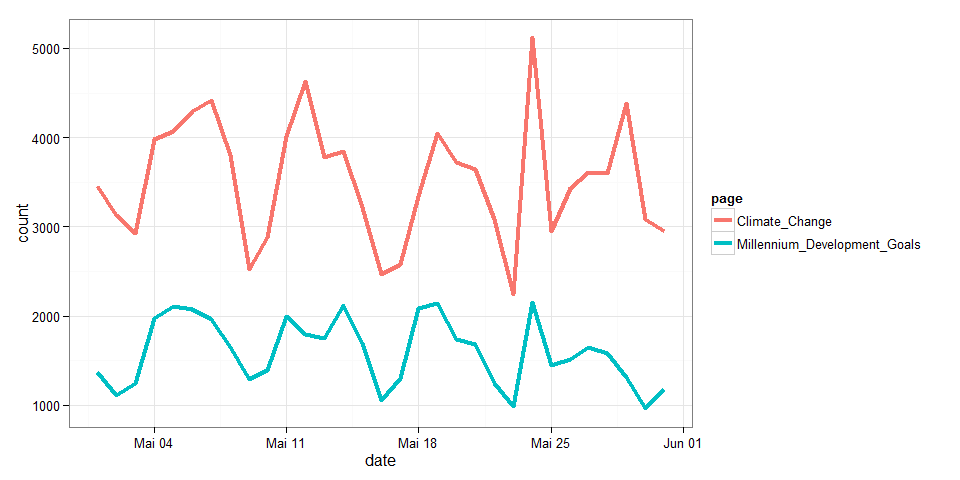 5000
4000
3000
2000
1000
count
Mai 04 Mai 11 Mai 18 Mai 25 Jun 01
date
page
Climate_Change
Millennium_Development_Goals